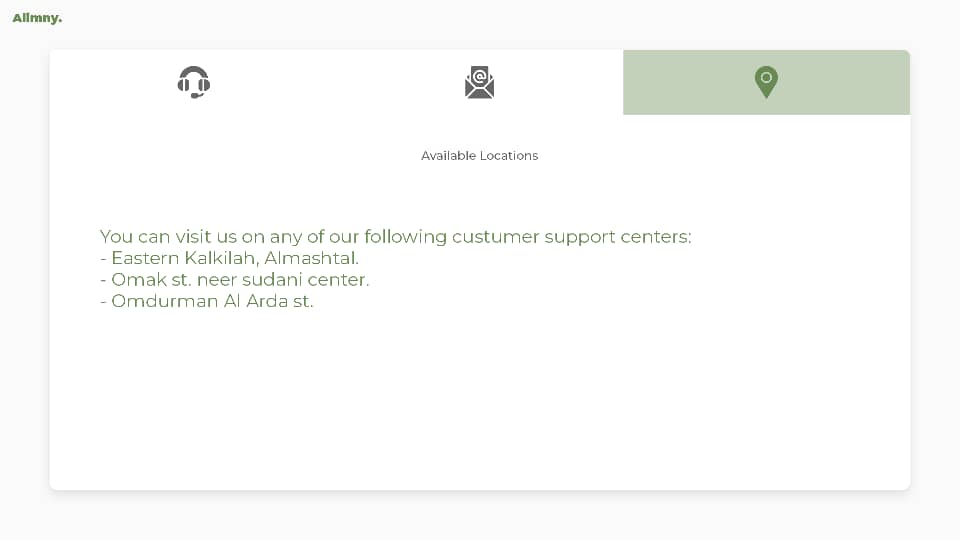 Allmny.
@
Available Locations
You can visit us on any of our following custumer support centers:
- Eastern Kalkilah, Almashtal.
- Omak st. neer sudani center.
- Omdurman Al Arda st.